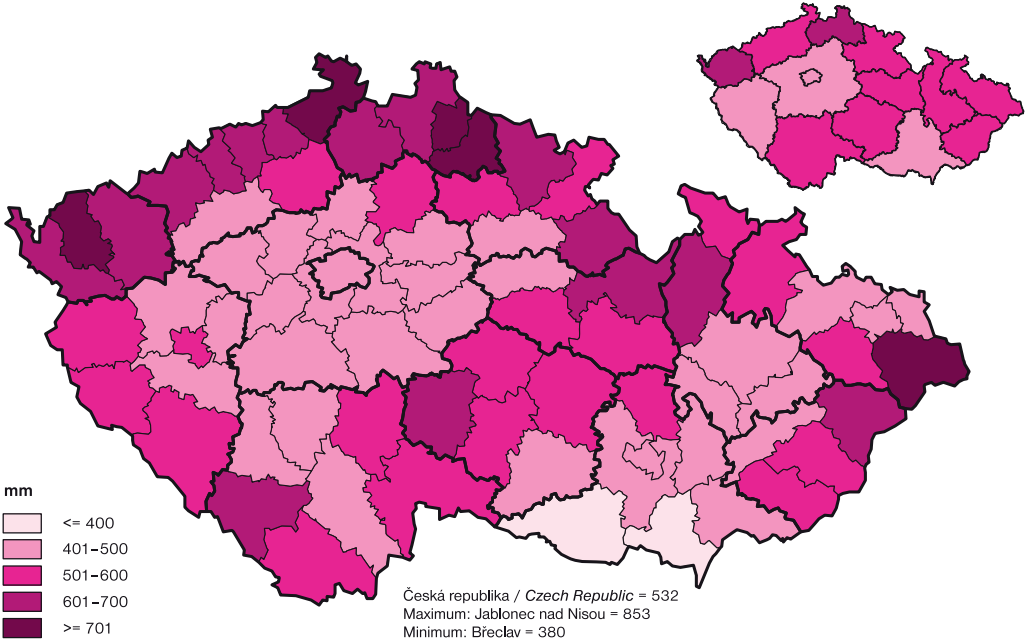 mm
<= 400
401–500
501–600
601–700
>= 701
Česká republika / Czech Republic = 532
Maximum: Jablonec nad Nisou = 853
Minimum: Břeclav = 380